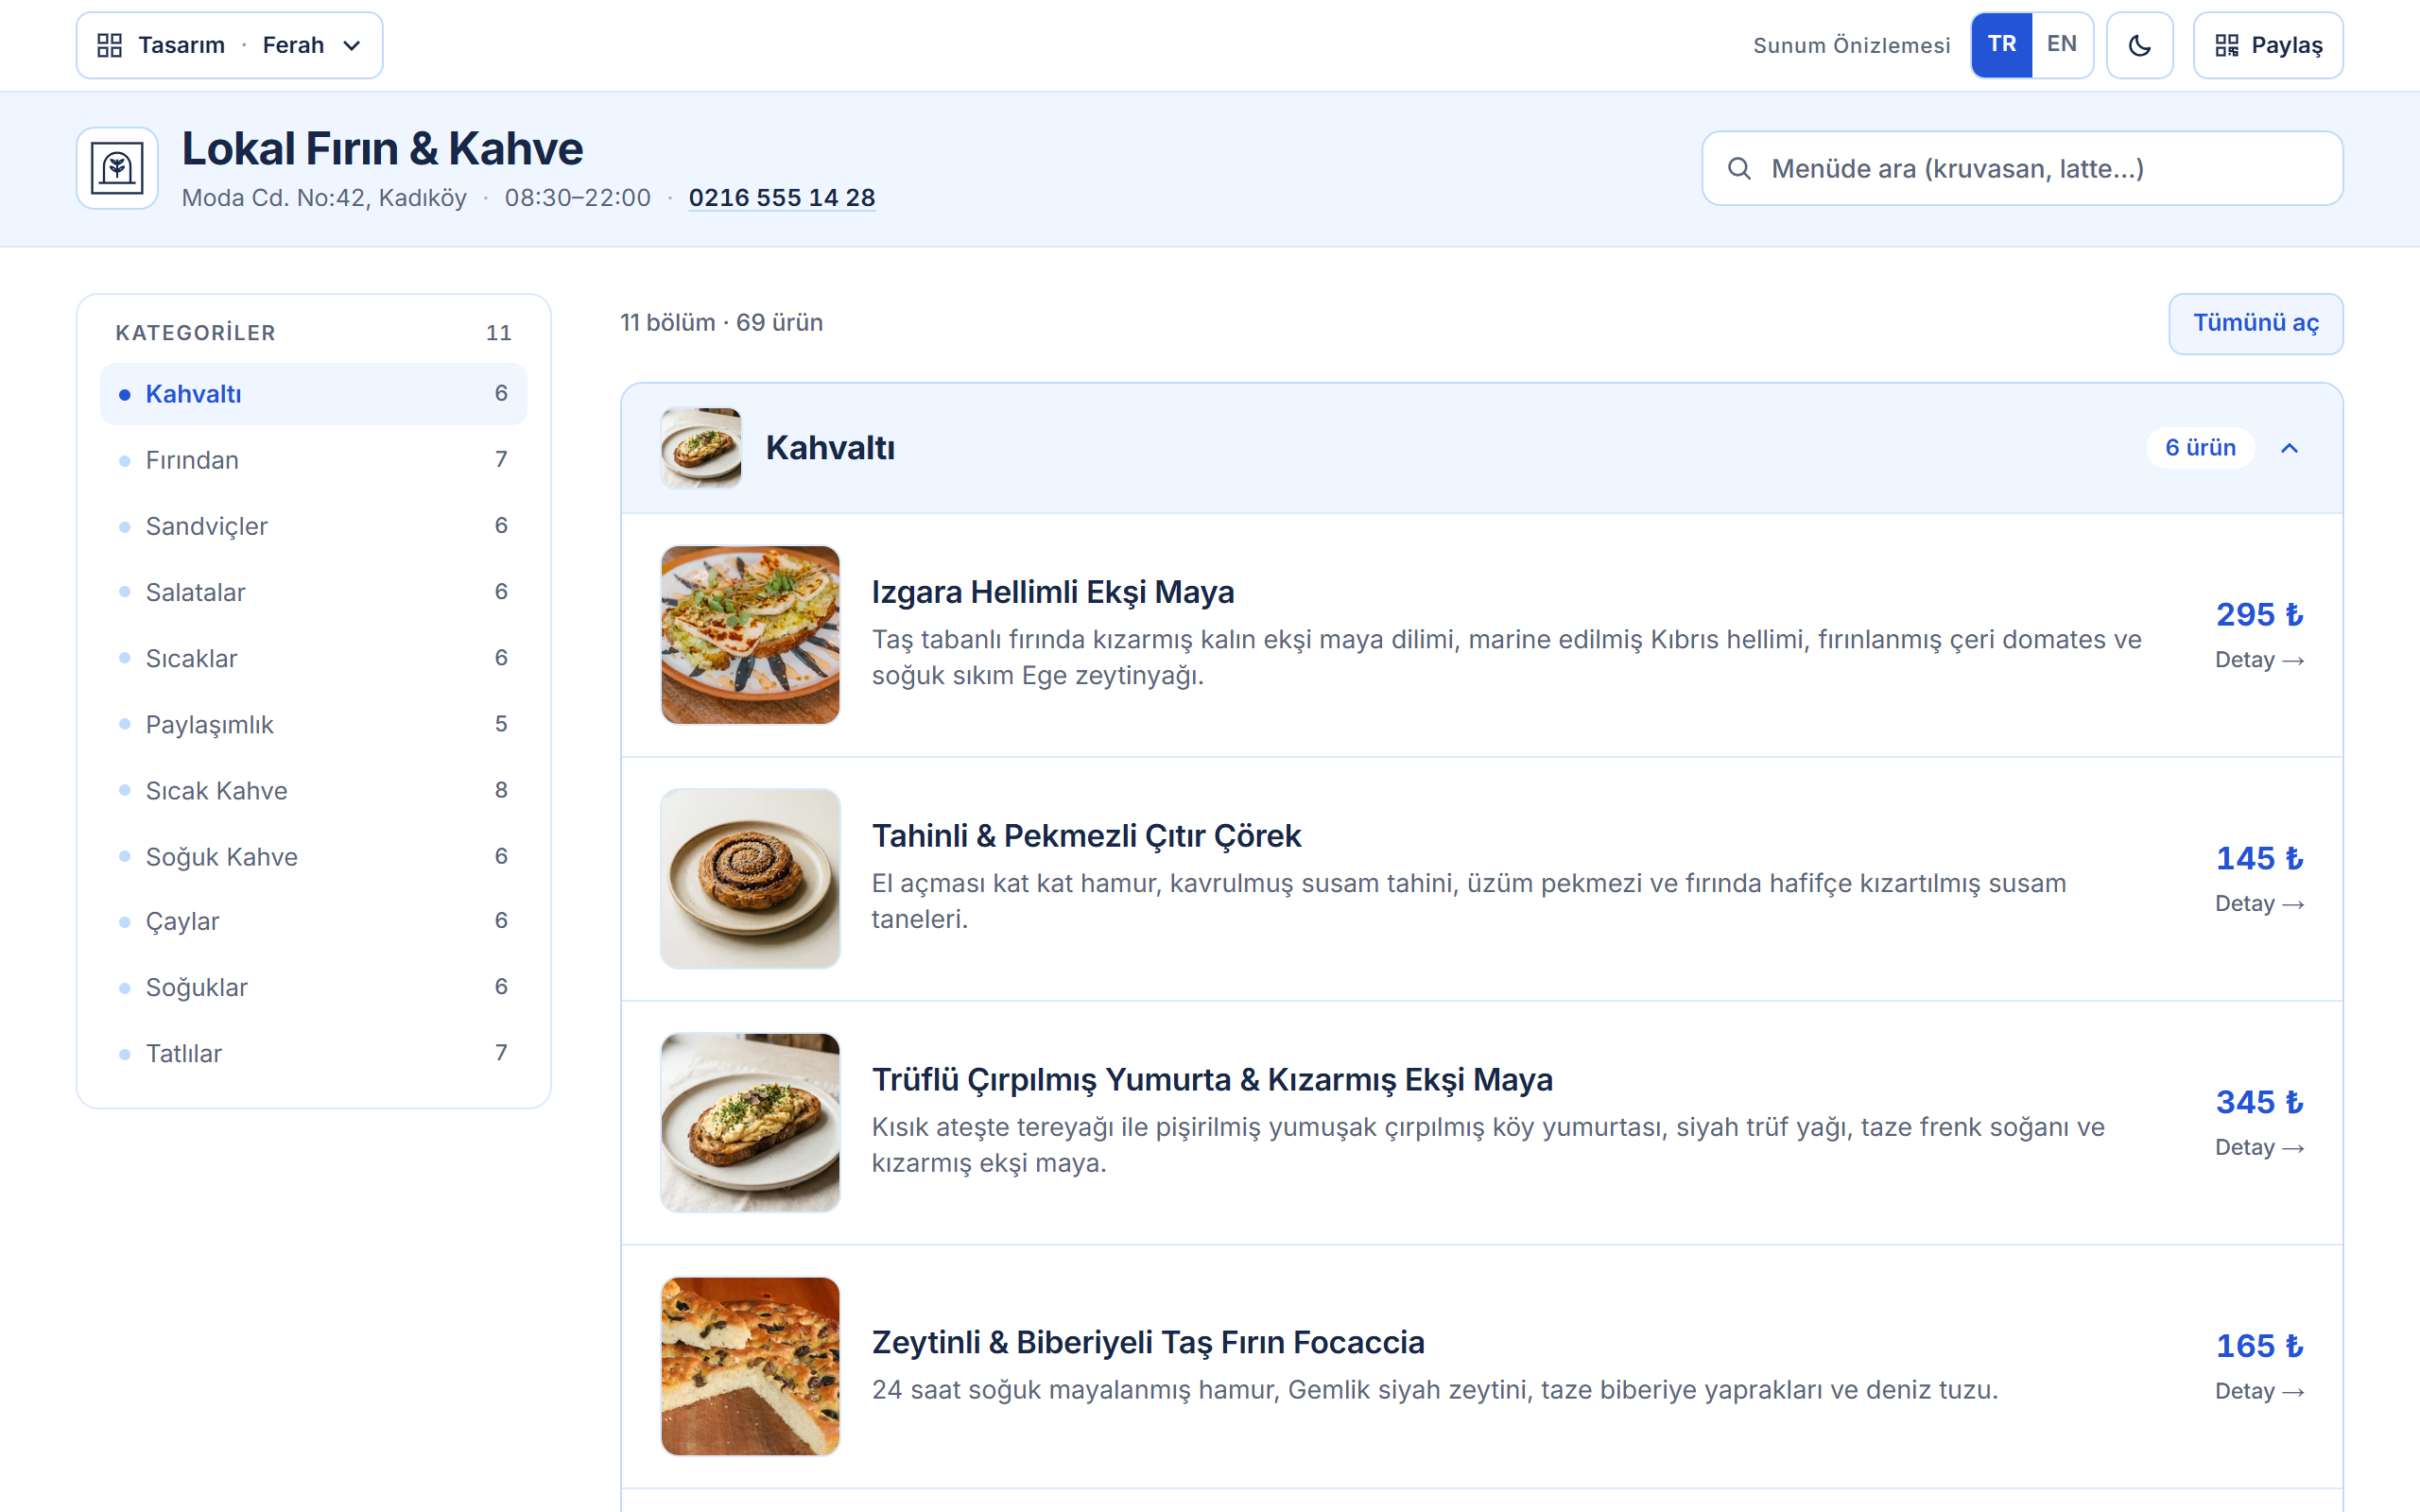 Tasarım · Ferah
Sunum Önizlemesi
TR
EN
Paylaş
Lokal Fırın & Kahve
Moda Cd. No:42, Kadıköy · 08:30–22:00 · 0216 555 14 28
Menüde ara (kruvasan, latte...)
KATEGORİLER 11
Kahvaltı 6
Fırından 7
Sandviçler 6
Salatalar 6
Sıcaklar 6
Paylaşımlık 5
Sıcak Kahve 8
Soğuk Kahve 6
Çaylar 6
Soğuklar 6
Tatlılar 7
11 bölüm · 69 ürün
Tümünü aç
Kahvaltı
6 ürün
Izgara Hellimli Ekşi Maya
Taş tabanlı fırında kızarmış kalın ekşi maya dilimi, marine edilmiş Kıbrıs hellimi, fırınlanmış çeri domates ve
soğuk sıkım Ege zeytinyağı.
295 ₺
Detay →
Tahinli & Pekmezli Çıtır Çörek
El açması kat kat hamur, kavrulmuş susam tahini, üzüm pekmezi ve fırında hafifçe kızartılmış susam
taneleri.
145 ₺
Detay →
Trüflü Çırpılmış Yumurta & Kızarmış Ekşi Maya
Kısık ateşte tereyağı ile pişirilmiş yumuşak çırpılmış köy yumurtası, siyah trüf yağı, taze frenk soğanı ve
kızarmış ekşi maya.
345 ₺
Detay →
Zeytinli & Biberiyeli Taş Fırın Focaccia
24 saat soğuk mayalanmış hamur, Gemlik siyah zeytini, taze biberiye yaprakları ve deniz tuzu.
165 ₺
Detay →